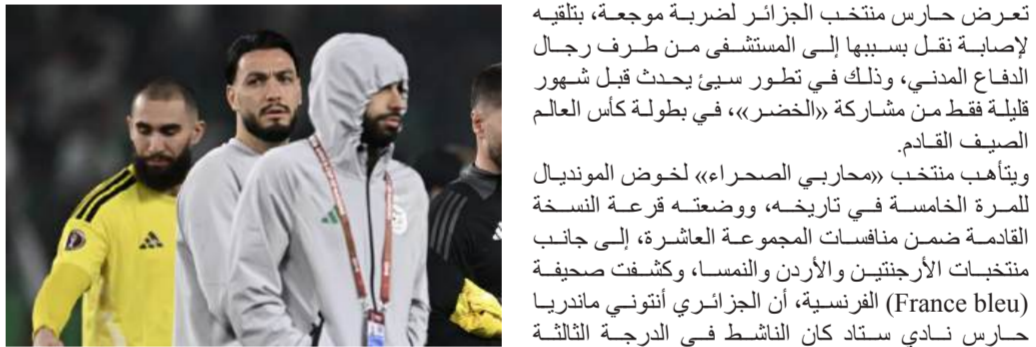 تعرض حارس منتخب الجزائر لضربة موجعة، بتلقيه
لإصابة نقل بسببها إلى المستشفى من طرف رجال
الدفاع المدني، وذلك في تطور سيئ يحدث قبل شهور
قليلة فقط من مشاركة «الخضر»، في بطولة كأس العالم
الصيف القادم.
ويتأهب منتخب «محاربي الصحراء» لخوض المونديال
للمرة الخامسة في تاريخه، ووضعته قرعة النسخة
القادمة ضمن منافسات المجموعة العاشرة، إلى جانب
منتخبات الأرجنتين والأردن والنمسا، وكشفت صحيفة
(France bleu) الفرنسية، أن الجزائري أنتوني ماندريا
حارس نادي ستاد كان الناشط في الدرجة الثالثة